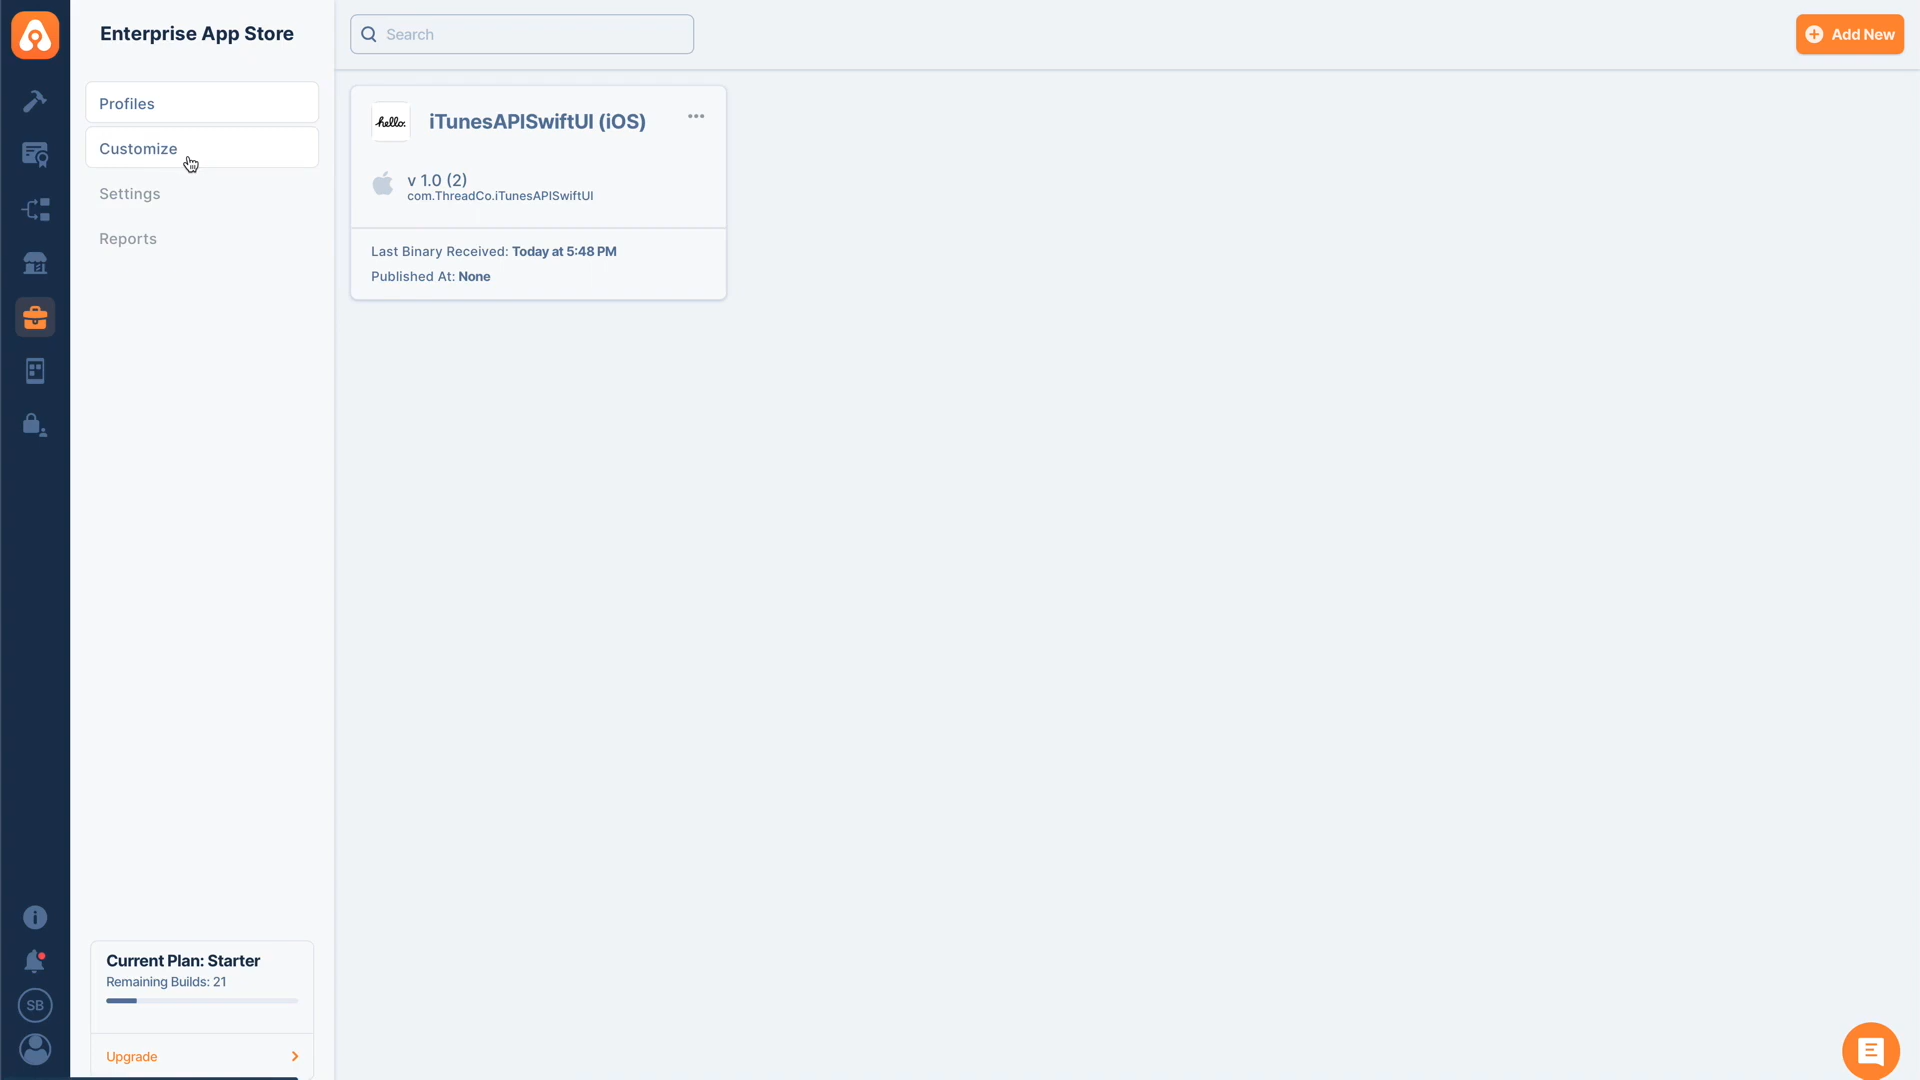 Enterprise App Store
Profiles
Customize
Settings
Reports
Current Plan: Starter
Remaining Builds: 21
Upgrade
SB
Search
Add New
hello.
iTunesAPISwiftUI (iOS)
v 1.0 (2)
com.ThreadCo.iTunesAPISwiftUI
Last Binary Received: Today at 5:48 PM
Published At: None